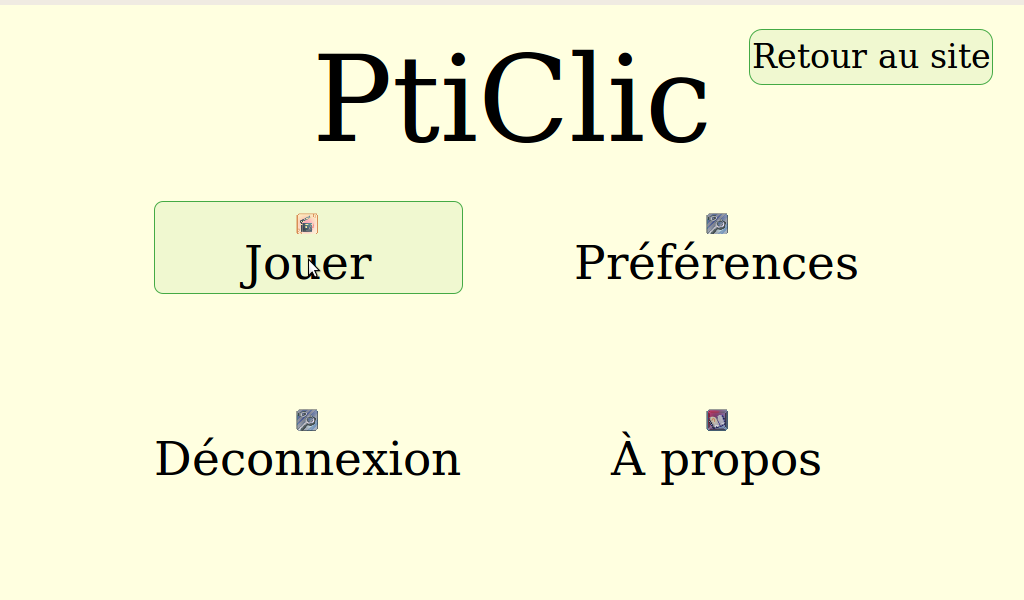 PtiClic
Retour au site
Jouer
Préférences
Déconnexion
À propos